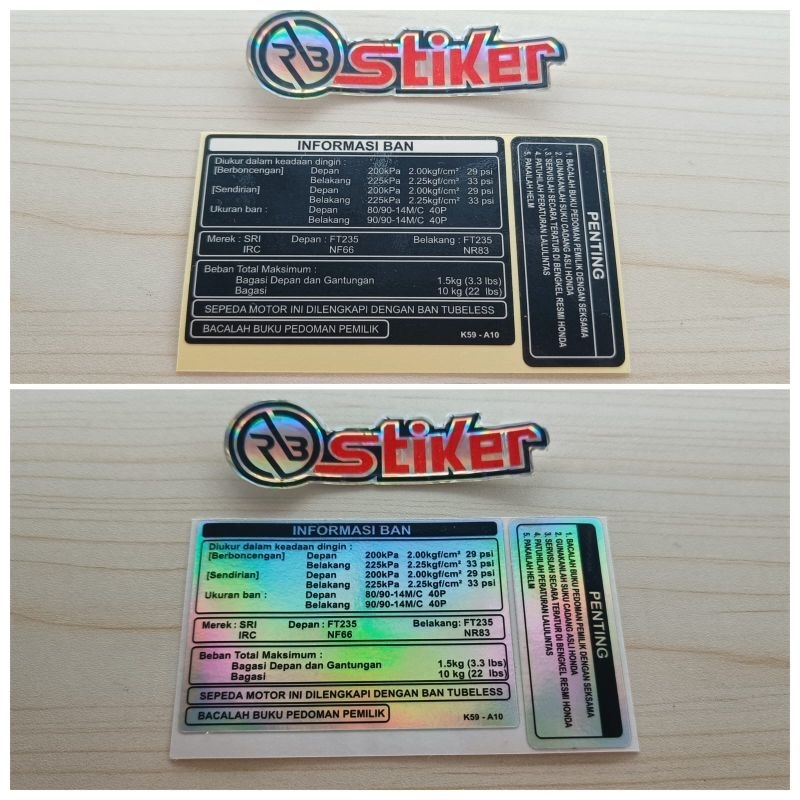 RB stiker
INFORMASI BAN
Diukur dalam keadaan dingin :
[Berboncengan] Depan 200kPa 2.00kgf/cm² 29 psi
Belakang 225kPa 2.25kgf/cm² 33 psi
[Sendirian] Depan 200kPa 2.00kgf/cm² 29 psi
Belakang 225kPa 2.25kgf/cm² 33 psi
Ukuran ban : Depan 80/90-14M/C 40P
Belakang 90/90-14M/C 40P
Merek : SRI Depan : FT235 Belakang : FT235
IRC NF66 NR83
Beban Total Maksimum :
Bagasi Depan dan Gantungan 1.5kg (3.3 lbs)
Bagasi 10 kg (22 lbs)
SEPEDA MOTOR INI DILENGKAPI DENGAN BAN TUBELESS
BACALAH BUKU PEDOMAN PEMILIK
K59 - A10
PENTING
1. BACALAH BUKU PEDOMAN PEMILIK DENGAN SEKSAMA
2. GUNAKANLAH SUKU CADANG ASLI HONDA
3. SERVISLAH SECARA TERATUR DI BENGKEL RESMI HONDA
4. PATUHILAH PERATURAN LALULINTAS
5. PAKAILAH HELM
RB stiker
INFORMASI BAN
Diukur dalam keadaan dingin :
[Berboncengan] Depan 200kPa 2.00kgf/cm² 29 psi
Belakang 225kPa 2.25kgf/cm² 33 psi
[Sendirian] Depan 200kPa 2.00kgf/cm² 29 psi
Belakang 225kPa 2.25kgf/cm² 33 psi
Ukuran ban : Depan 80/90-14M/C 40P
Belakang 90/90-14M/C 40P
Merek : SRI Depan : FT235 Belakang: FT235
IRC NF66 NR83
Beban Total Maksimum :
Bagasi Depan dan Gantungan 1.5kg (3.3 lbs)
Bagasi 10 kg (22 lbs)
SEPEDA MOTOR INI DILENGKAPI DENGAN BAN TUBELESS
BACALAH BUKU PEDOMAN PEMILIK
K59 - A10
PENTING
1. BACALAH BUKU PEDOMAN PEMILIK DENGAN SEKSAMA
2. GUNAKANLAH SUKU CADANG ASLI HONDA
3. SERVISLAH SECARA TERATUR DI BENGKEL RESMI HONDA
4. PATUHILAH PERATURAN LALULINTAS
5. PAKAILAH HELM